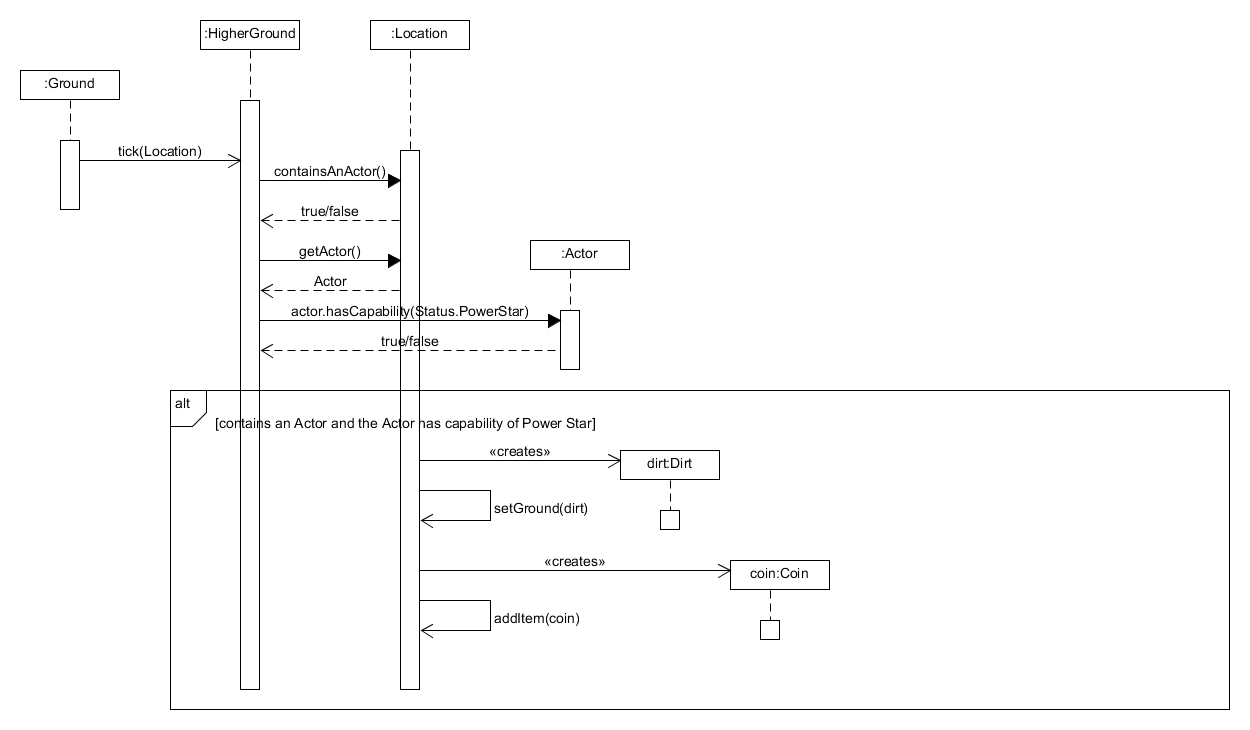 :HigherGround
:Location
:Ground
tick(Location)
containsAnActor()
true/false
getActor()
:Actor
Actor
actor.hasCapability(Status.PowerStar)
true/false
alt
[contains an Actor and the Actor has capability of Power Star]
«creates»
dirt:Dirt
setGround(dirt)
«creates»
coin:Coin
addItem(coin)